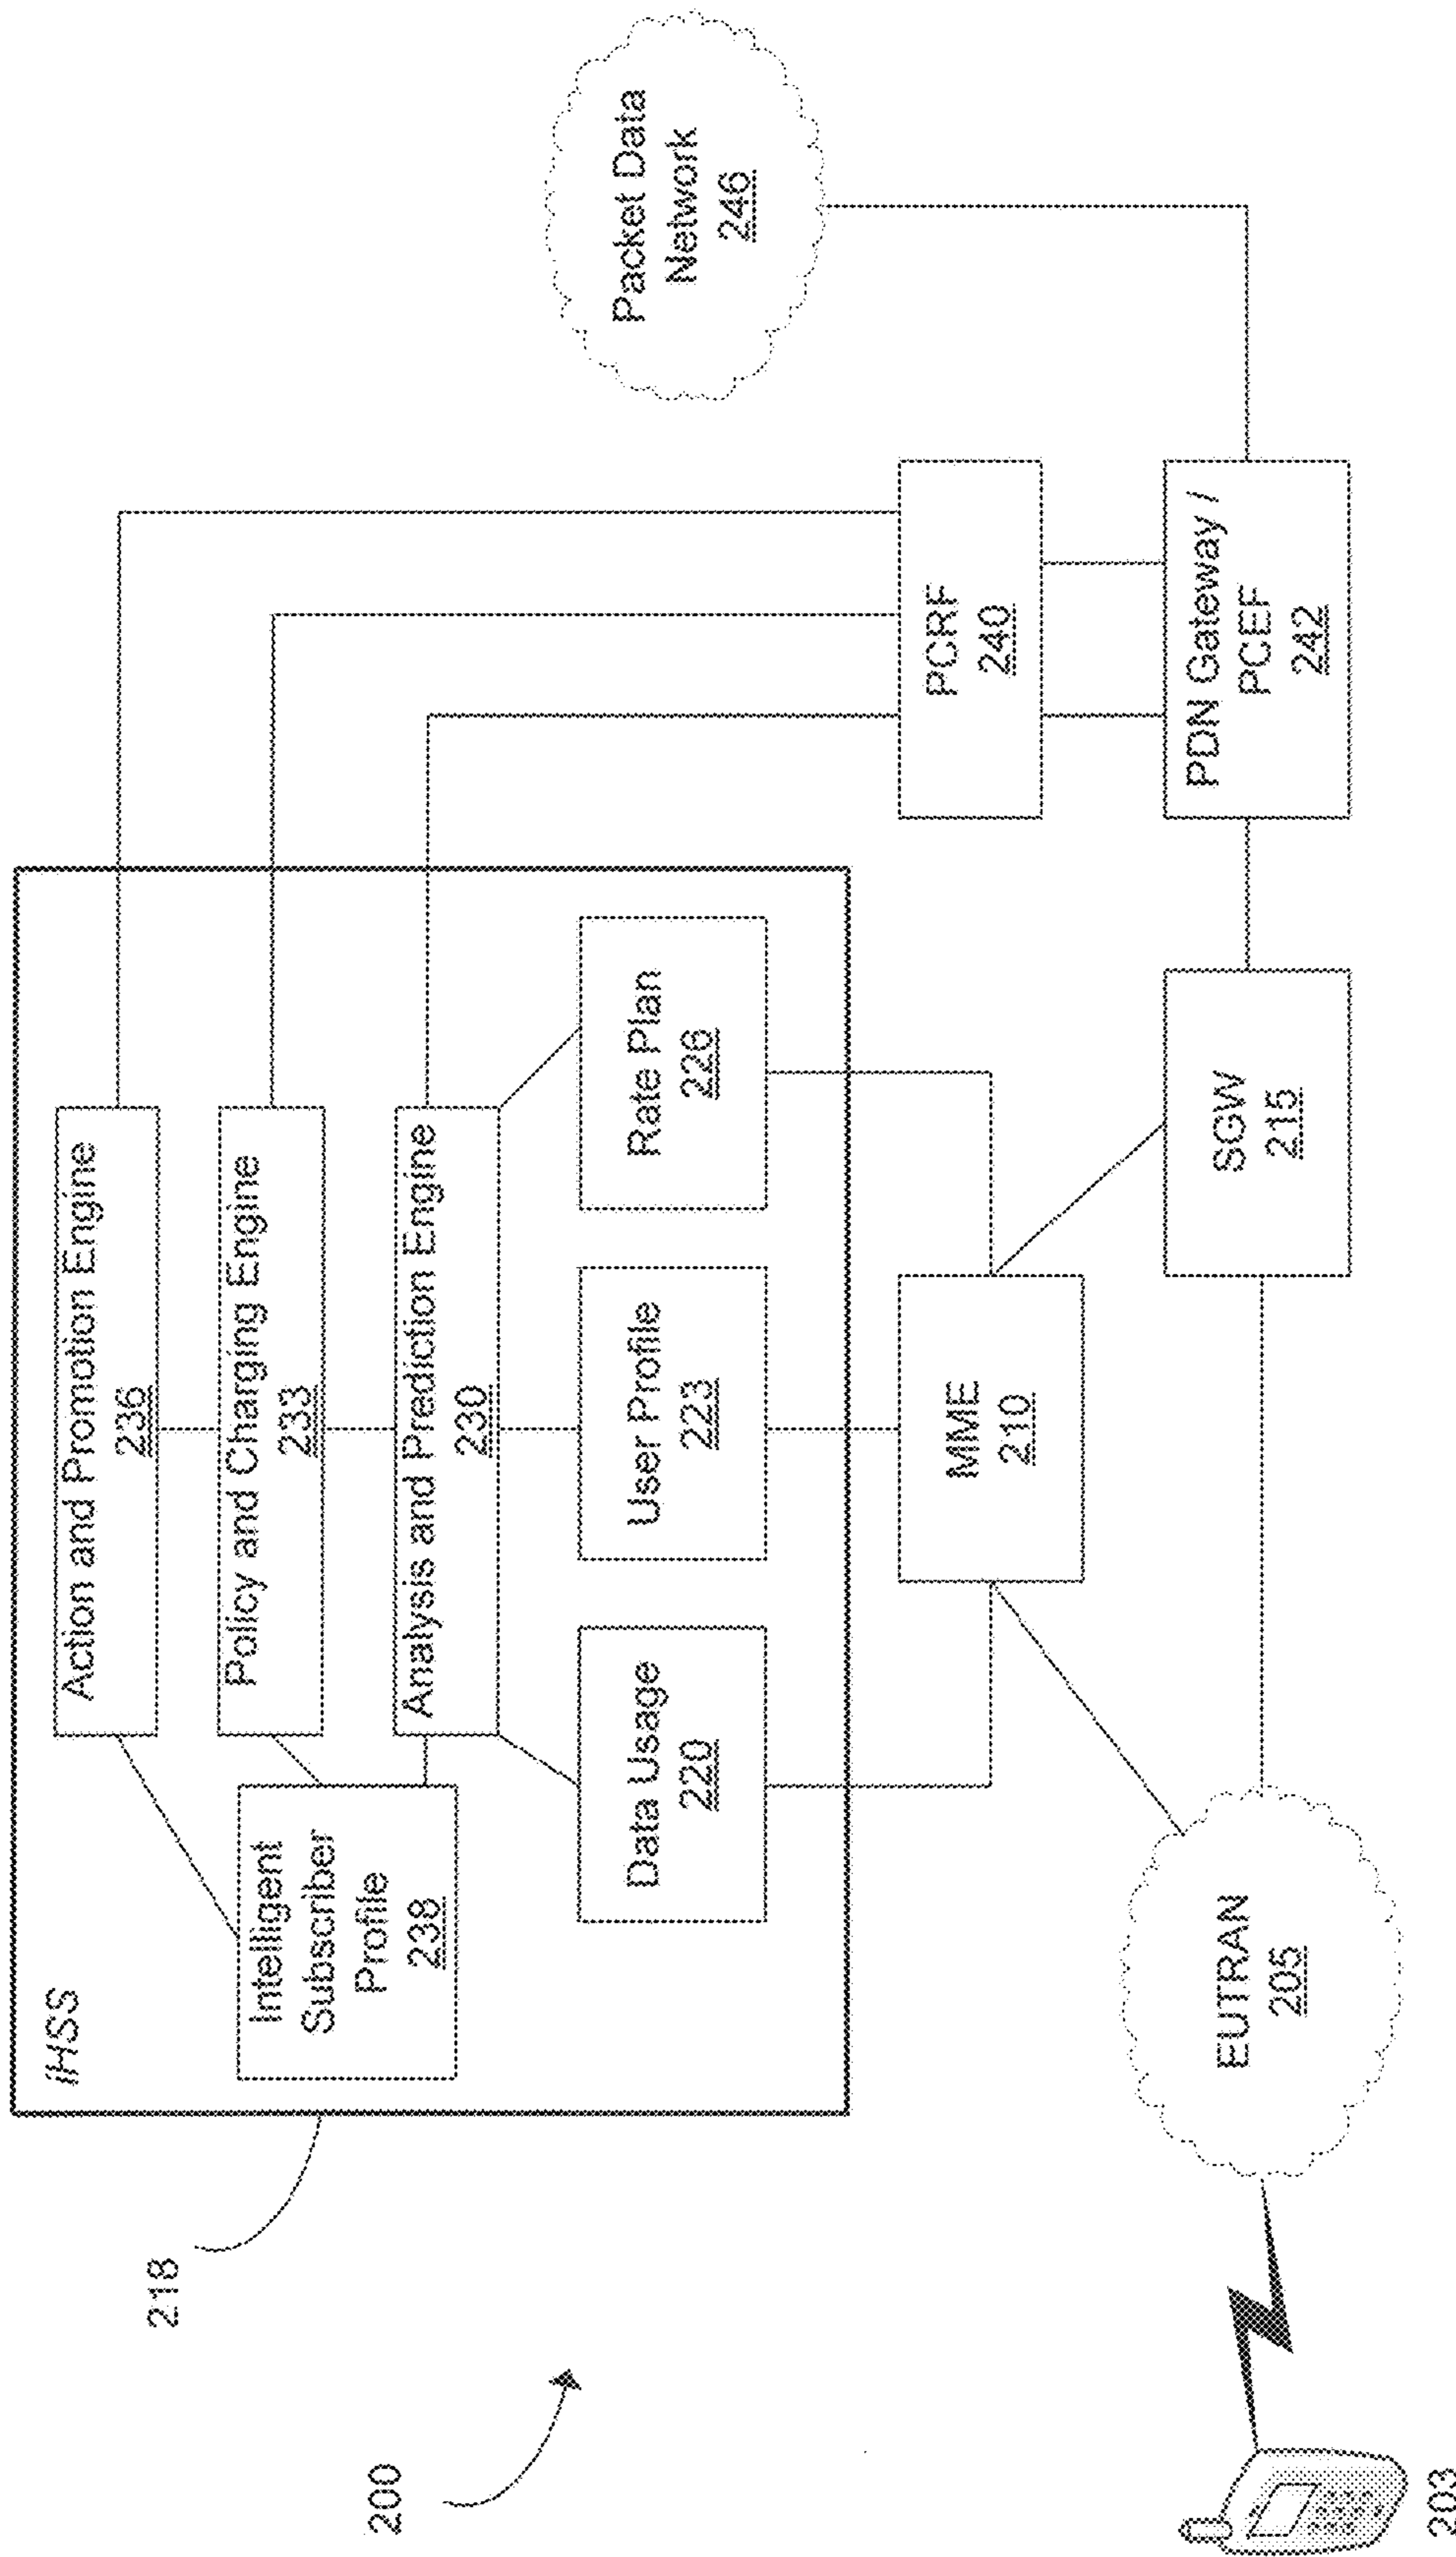 200
218
iHSS
Action and Promotion Engine
236
Policy and Charging Engine
233
Analysis and Prediction Engine
230
Intelligent
Subscriber
Profile
238
Data Usage
220
User Profile
223
Rate Plan
226
Packet Data
Network
246
MME
210
PCRF
240
203
EUTRAN
205
SGW
215
PDN Gateway /
PCEF
242